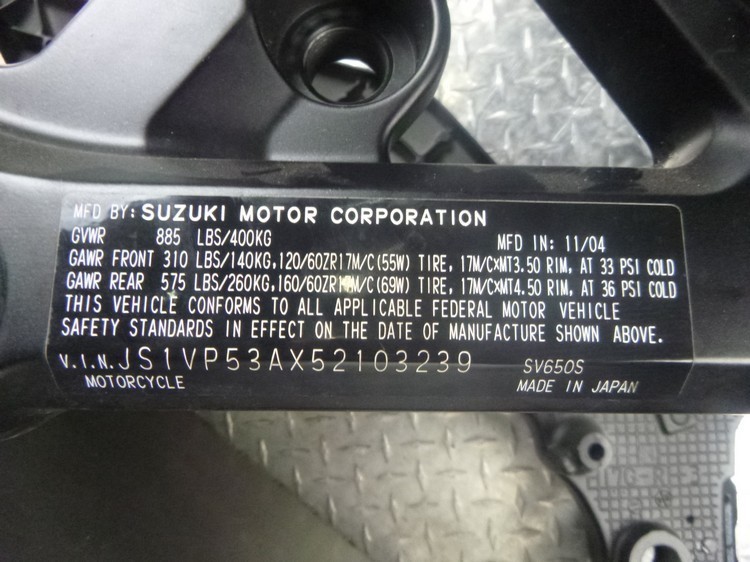 MFD BY: SUZUKI MOTOR CORPORATION
GVWR 885 LBS/400KG MFD IN: 11/04
GAWR FRONT 310 LBS/140KG, 120/60ZR17M/C(55W) TIRE, 17M/C×MT3.50 RIM, AT 33 PSI COLD
GAWR REAR 575 LBS/260KG, 160/60ZR17M/C(69W) TIRE, 17M/C×MT4.50 RIM, AT 36 PSI COLD
THIS VEHICLE CONFORMS TO ALL APPLICABLE FEDERAL MOTOR VEHICLE
SAFETY STANDARDS IN EFFECT ON THE DATE OF MANUFACTURE SHOWN ABOVE.
V.I.N. JS1VP53AX52103239 SV650S
MOTORCYCLE MADE IN JAPAN